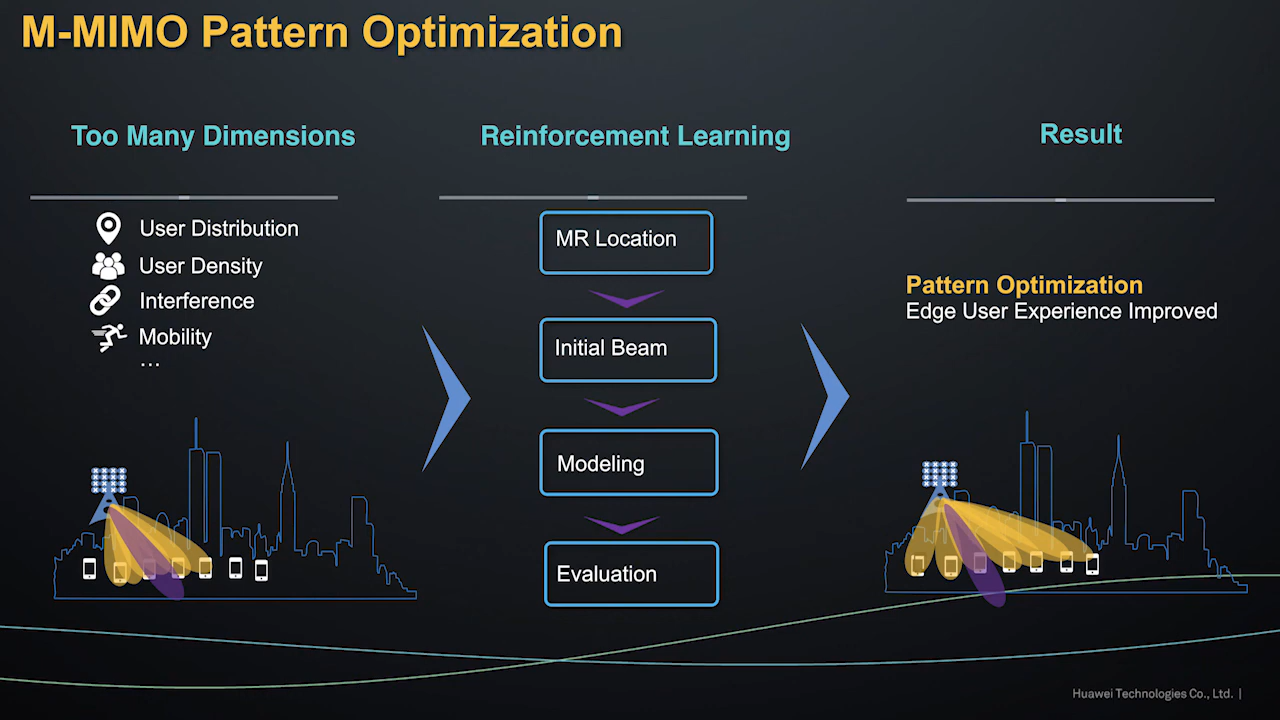 M-MIMO Pattern Optimization
Too Many Dimensions
User Distribution
User Density
Interference
Mobility
...
Reinforcement Learning
MR Location
Initial Beam
Modeling
Evaluation
Result
Pattern Optimization
Edge User Experience Improved
Huawei Technologies Co., Ltd. |